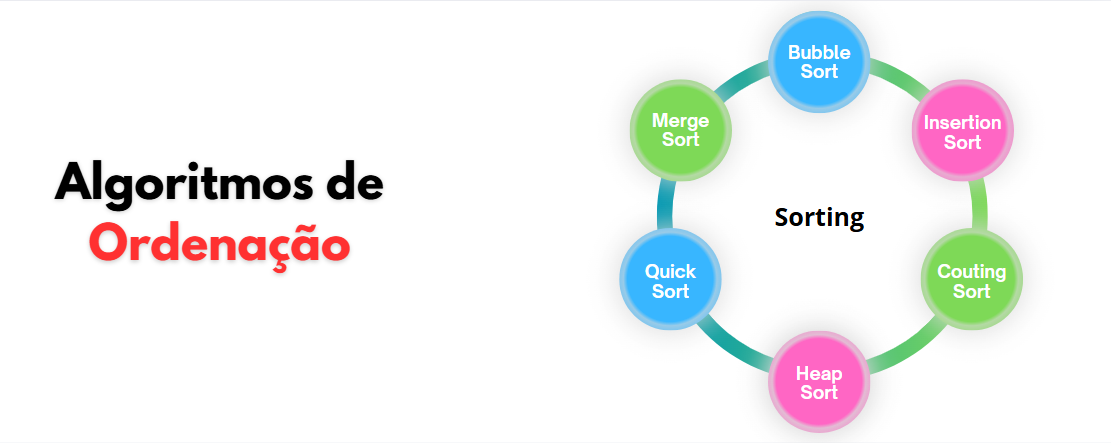 Algoritmos de
Ordenação
Bubble
Sort
Insertion
Sort
Couting
Sort
Heap
Sort
Quick
Sort
Merge
Sort
Sorting